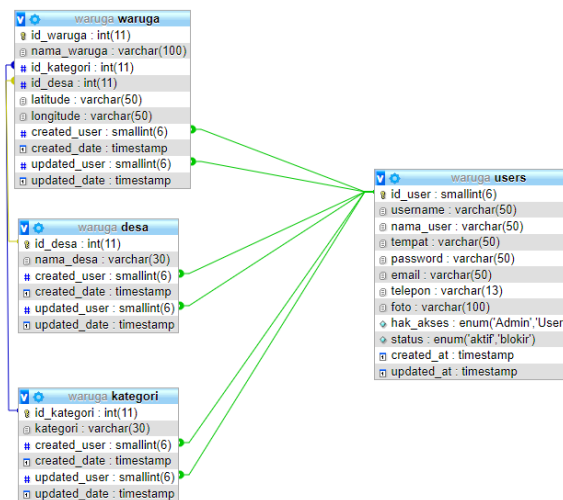 waruga waruga
id_waruga : int(11)
nama_waruga : varchar(100)
id_kategori : int(11)
id_desa : int(11)
latitude : varchar(50)
longitude : varchar(50)
created_user : smallint(6)
created_date : timestamp
updated_user : smallint(6)
updated_date : timestamp
waruga desa
id_desa : int(11)
nama_desa : varchar(30)
created_user : smallint(6)
created_date : timestamp
updated_user : smallint(6)
updated_date : timestamp
waruga kategori
id_kategori : int(11)
kategori : varchar(30)
created_user : smallint(6)
created_date : timestamp
updated_user : smallint(6)
updated_date : timestamp
waruga users
id_user : smallint(6)
username : varchar(50)
nama_user : varchar(50)
tempat : varchar(50)
password : varchar(50)
email : varchar(50)
telepon : varchar(13)
foto : varchar(100)
hak_akses : enum('Admin','User
status : enum('aktif','blokir')
created_at : timestamp
updated_at : timestamp